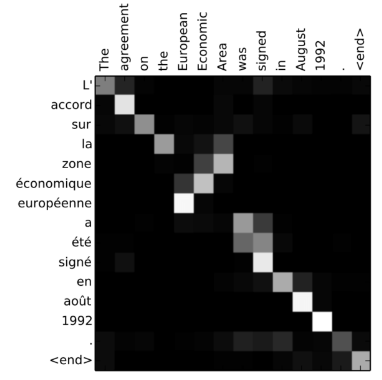 The agreement on the European Economic Area was signed in August 1992 . <end>
L'
accord
sur
la
zone
économique
européenne
a
été
signé
en
août
1992
.
<end>